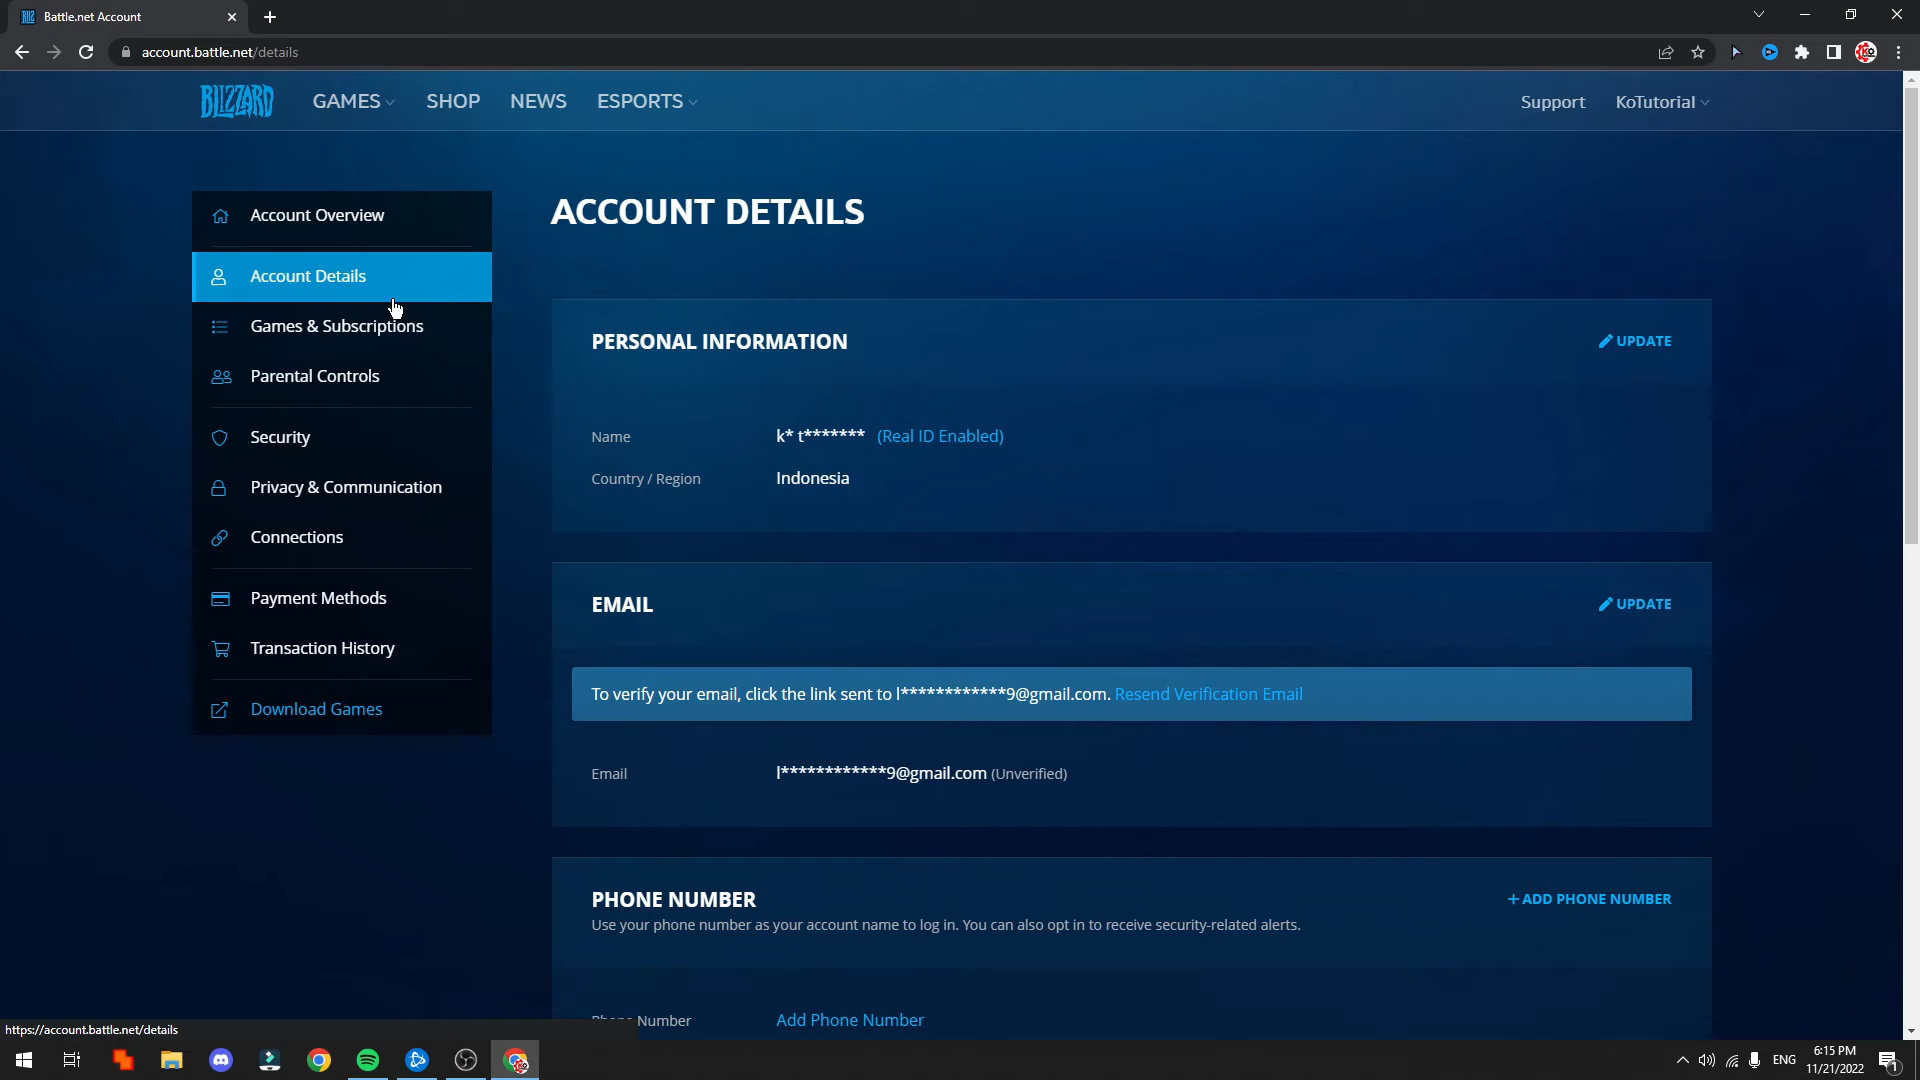 Battle.net Account
account.battle.net/details
BLIZZARD
GAMES
SHOP
NEWS
ESPORTS
Support
KoTutorial
Account Overview
Account Details
Games & Subscriptions
Parental Controls
Security
Privacy & Communication
Connections
Payment Methods
Transaction History
Download Games
ACCOUNT DETAILS
PERSONAL INFORMATION
UPDATE
Name k* t******* (Real ID Enabled)
Country / Region Indonesia
EMAIL
UPDATE
To verify your email, click the link sent to l************9@gmail.com. Resend Verification Email
Email l************9@gmail.com (Unverified)
PHONE NUMBER
+ ADD PHONE NUMBER
Use your phone number as your account name to log in. You can also opt in to receive security-related alerts.
Phone Number Add Phone Number
https://account.battle.net/details
ENG
6:15 PM
11/21/2022
1